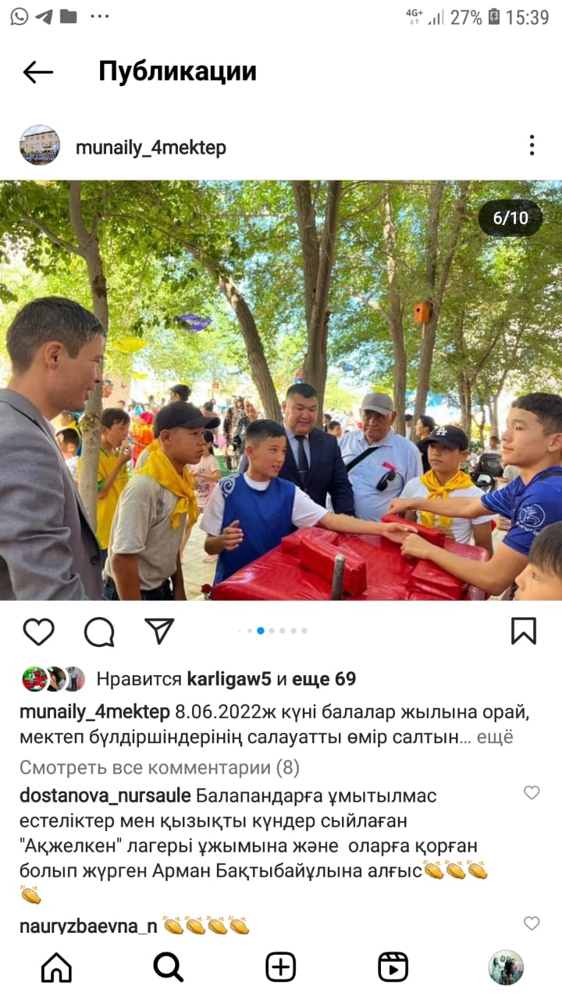 4G+ 27% 15:39
Публикации
munaily_4mektep
6/10
LA
Нравится karligaw5 и еще 69
munaily_4mektep 8.06.2022ж күні балалар жылына орай,
мектеп бүлдіршіндерінің салауатты өмір салтын... ещё
Смотреть все комментарии (8)
dostanova_nursaule Балапандарға ұмытылмас
естеліктер мен қызықты күндер сыйлаған
"Ақжелкен" лагері ұжымына және оларға қорған
болып жүрген Арман Бақтыбайұлына алғыс👏👏👏
👏
nauryzbaevna_n 👏👏👏👏